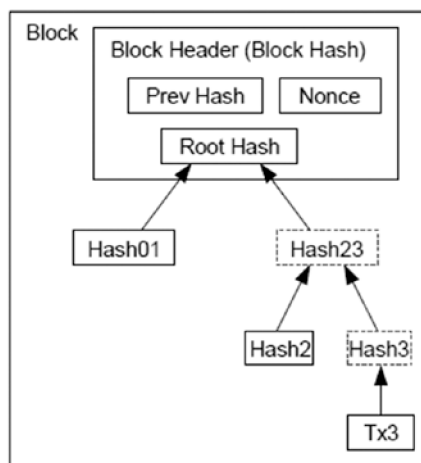 Block
Block Header (Block Hash)
Prev Hash
Nonce
Root Hash
Hash01
Hash23
Hash2
Hash3
Tx3